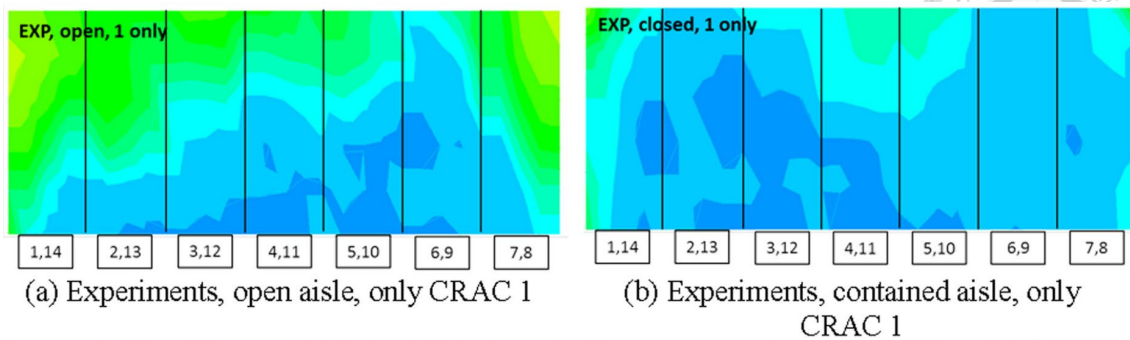 EXP, open, 1 only
1,14 2,13 3,12 4,11 5,10 6,9 7,8
(a) Experiments, open aisle, only CRAC 1
EXP, closed, 1 only
1,14 2,13 3,12 4,11 5,10 6,9 7,8
(b) Experiments, contained aisle, only
CRAC 1